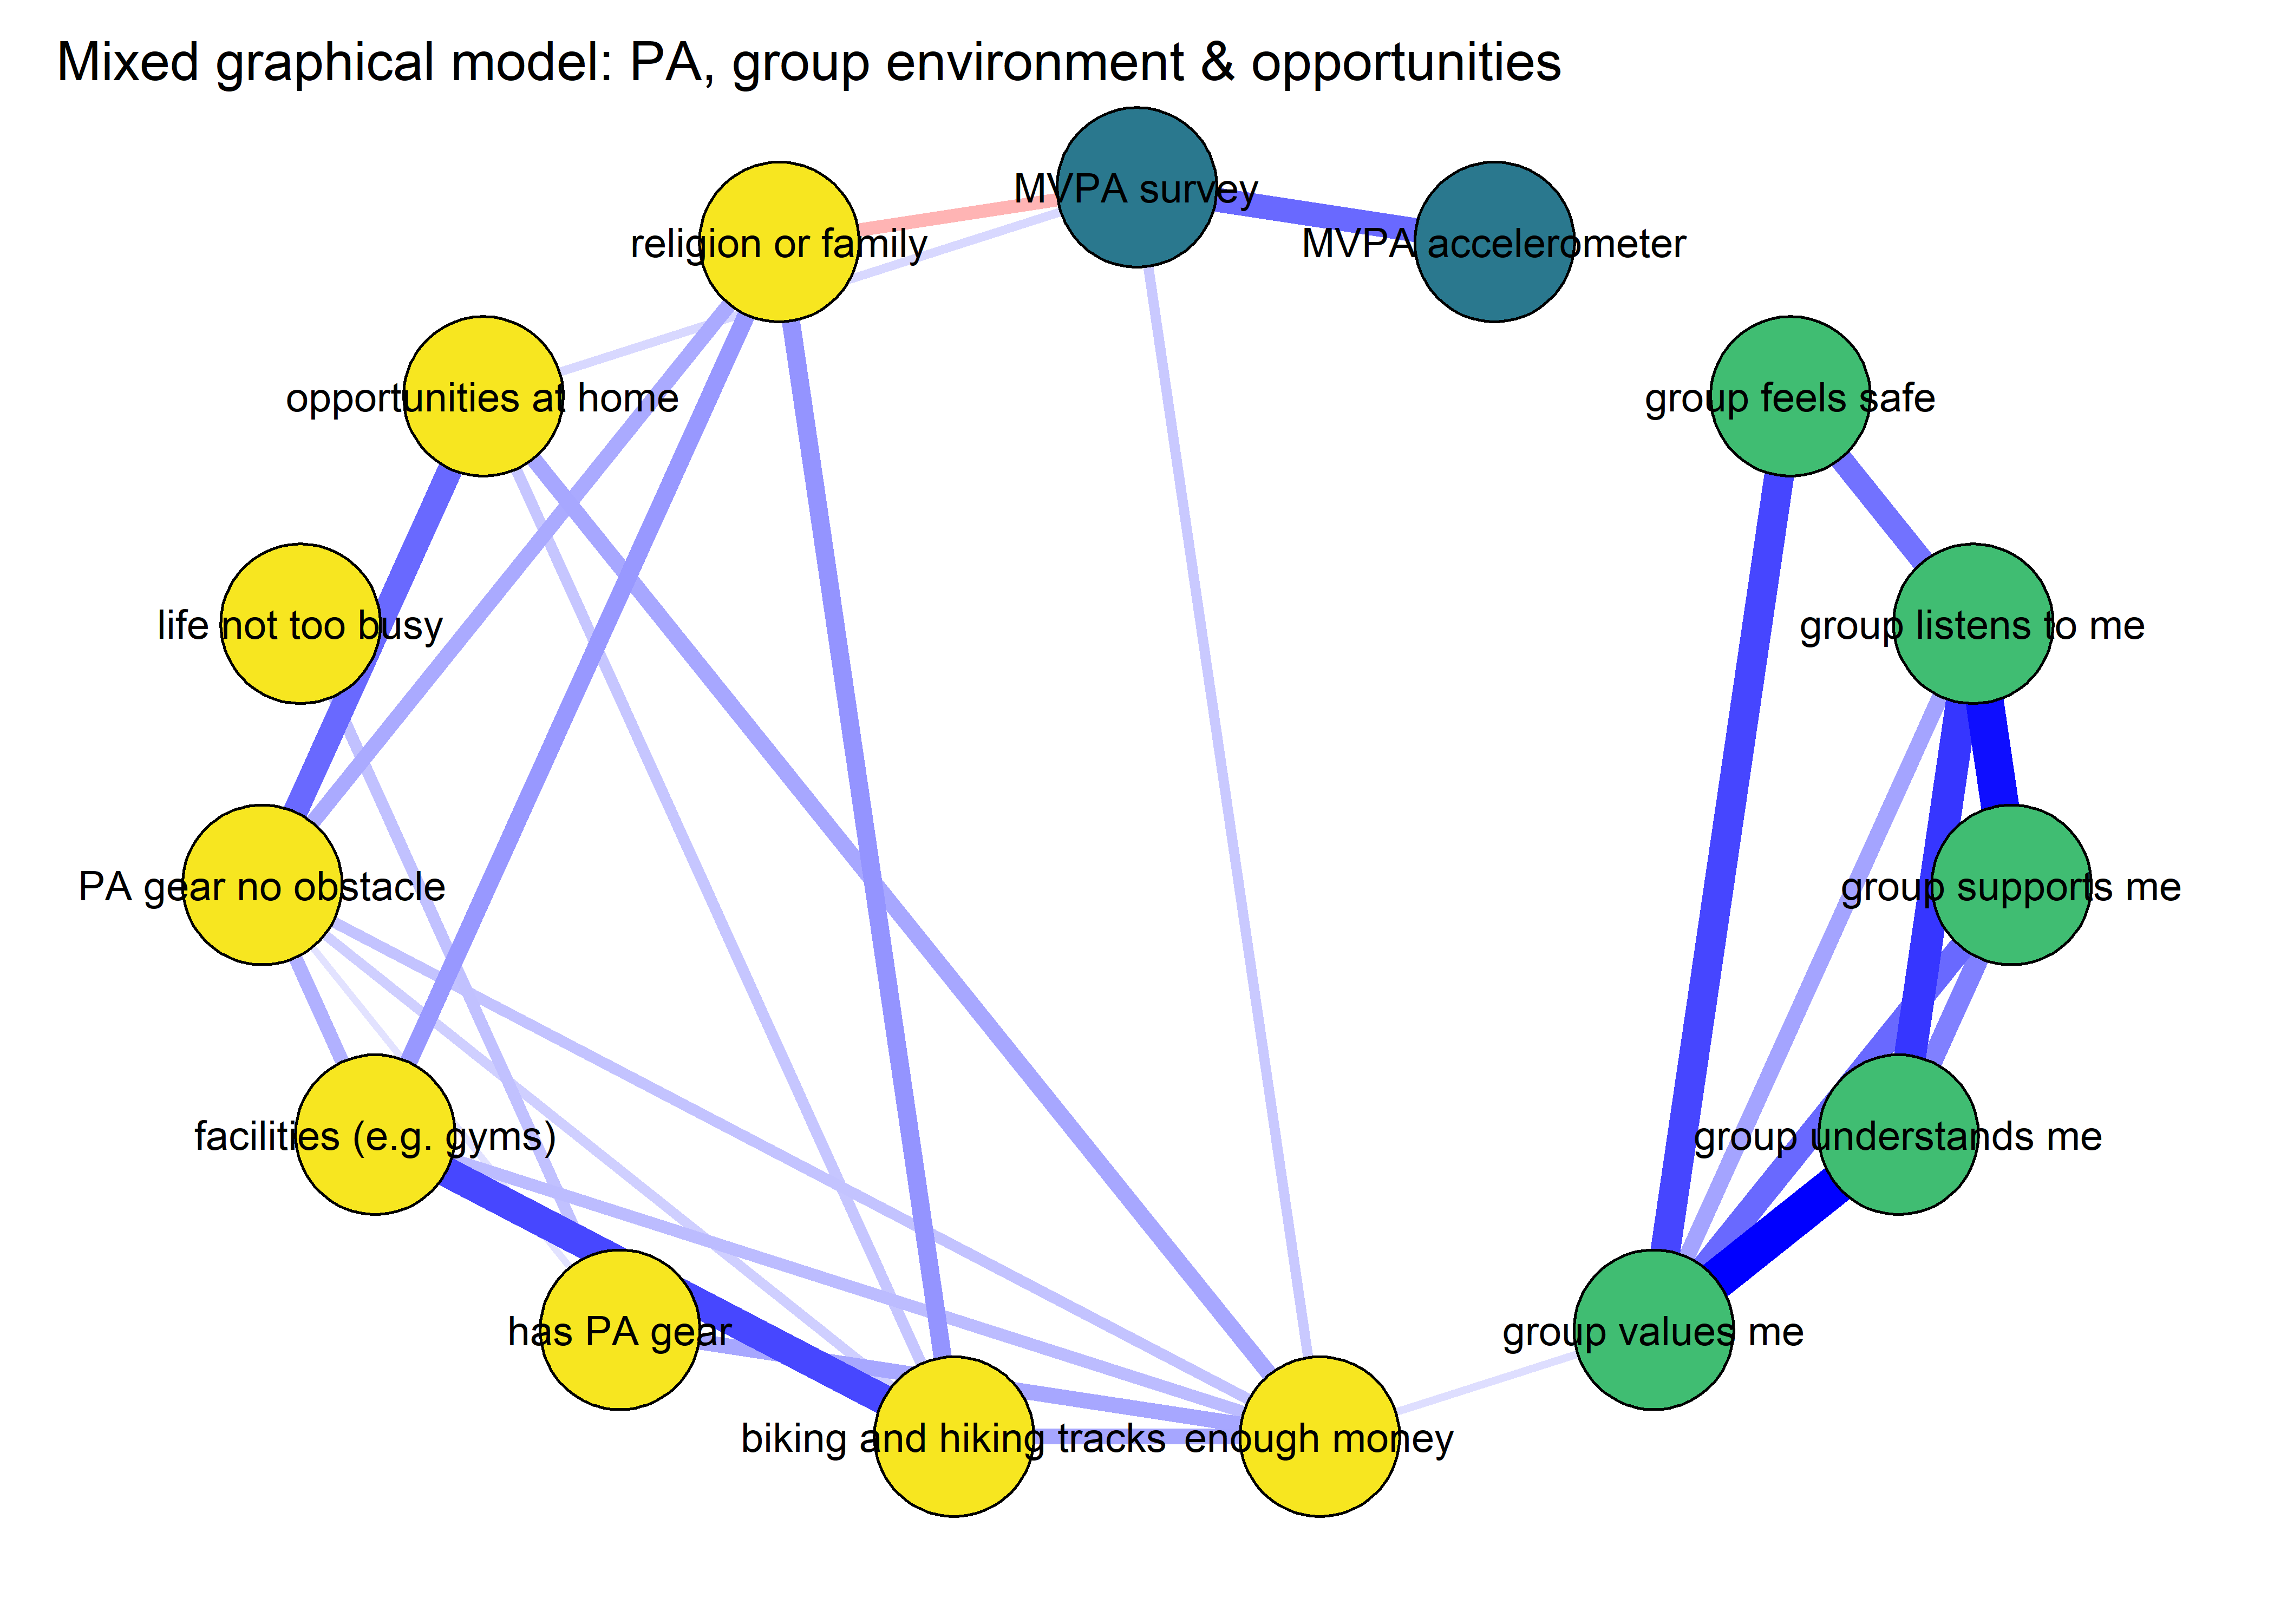 Mixed graphical model: PA, group environment & opportunities
MVPA survey
religion or family
MVPA accelerometer
opportunities at home
group feels safe
life not too busy
group listens to me
PA gear no obstacle
group supports me
facilities (e.g. gyms)
group understands me
has PA gear
group values me
biking and hiking tracks
enough money